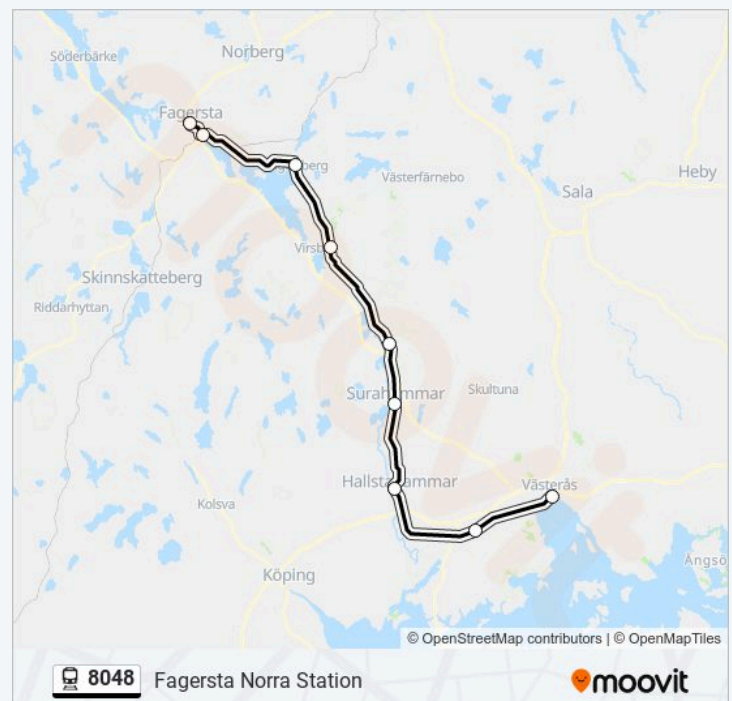 Söderbärke
Norberg
Fagersta
Västerfärnebo
Heby
Sala
Skinnskatteberg
Riddarhyttan
Surahammar
Skultuna
Hallstahammar
Västerås
Kolsva
Köping
Ängsö
© OpenStreetMap contributors | © OpenMapTiles
8048 Fagersta Norra Station
moovit